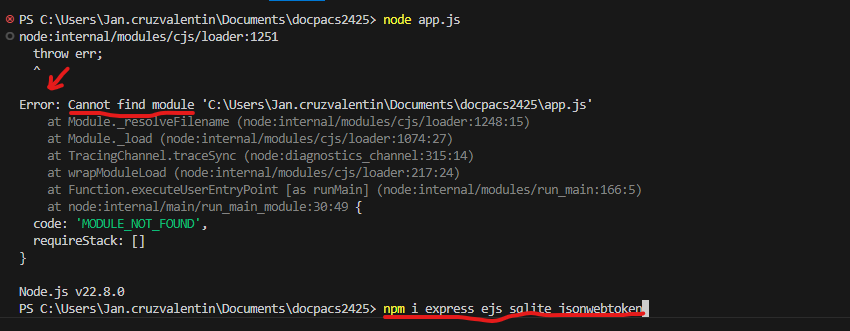 PS C:\Users\Jan.cruzvalentin\Documents\docpacs2425> node app.js
node:internal/modules/cjs/loader:1251
  throw err;
  ^
Error: Cannot find module 'C:\Users\Jan.cruzvalentin\Documents\docpacs2425\app.js'
    at Module._resolveFilename (node:internal/modules/cjs/loader:1248:15)
    at Module._load (node:internal/modules/cjs/loader:1074:27)
    at TracingChannel.traceSync (node:diagnostics_channel:315:14)
    at wrapModuleLoad (node:internal/modules/cjs/loader:217:24)
    at Function.executeUserEntryPoint [as runMain] (node:internal/modules/run_main:166:5)
    at node:internal/main/run_main_module:30:49 {
  code: 'MODULE_NOT_FOUND',
  requireStack: []
}
Node.js v22.8.0
PS C:\Users\Jan.cruzvalentin\Documents\docpacs2425> npm i express ejs sqlite jsonwebtoken